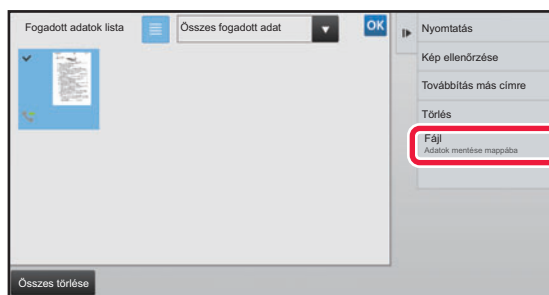 Fogadott adatok lista
Összes fogadott adat
OK
Nyomtatás
Kép ellenőrzése
Továbbítás más címre
Törlés
Fájl
Adatok mentése mappába
Összes törlése